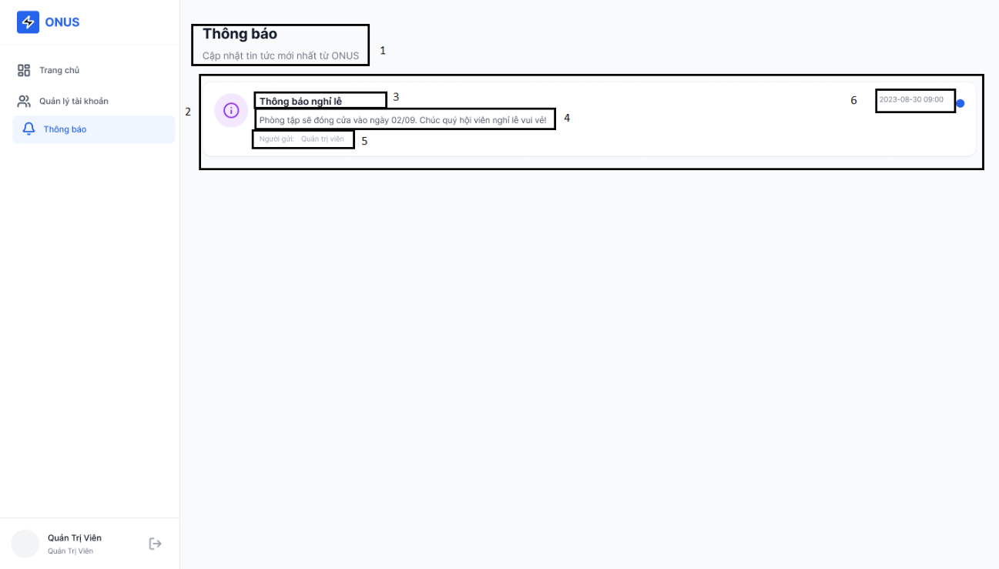 ONUS
Trang chủ
Quản lý tài khoản
Thông báo
Quản Trị Viên
Quản Trị Viên
Thông báo
Cập nhật tin tức mới nhất từ ONUS
1
2
Thông báo nghỉ lễ
3
Phòng tập sẽ đóng cửa vào ngày 02/09. Chúc quý hội viên nghỉ lễ vui vẻ!
4
Người gửi: Quản trị viên
5
6
2023-08-30 09:00